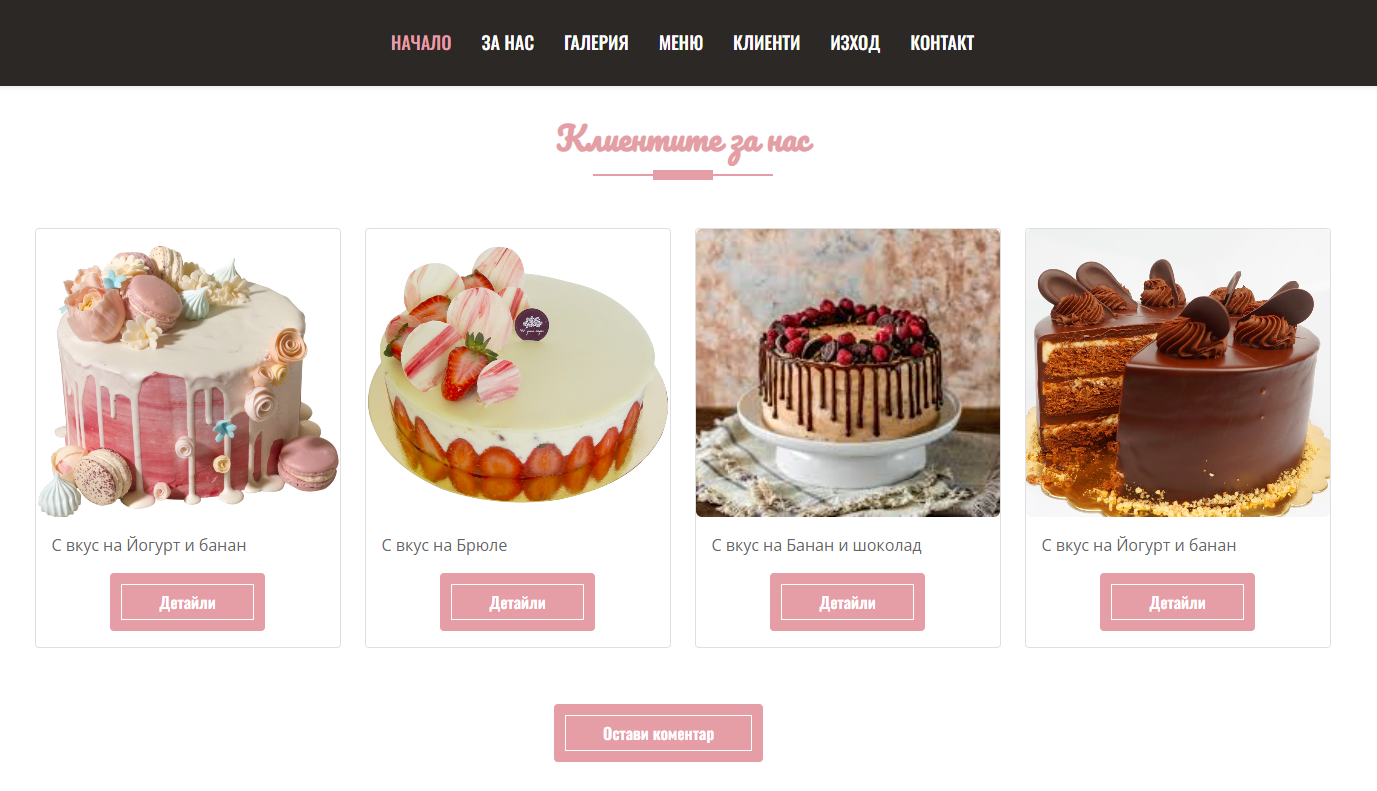 НАЧАЛО ЗА НАС ГАЛЕРИЯ МЕНЮ КЛИЕНТИ ИЗХОД КОНТАКТ
Клиентите за нас
С вкус на Йогурт и банан
Детайли
С вкус на Брюле
Детайли
С вкус на Банан и шоколад
Детайли
С вкус на Йогурт и банан
Детайли
Остави коментар